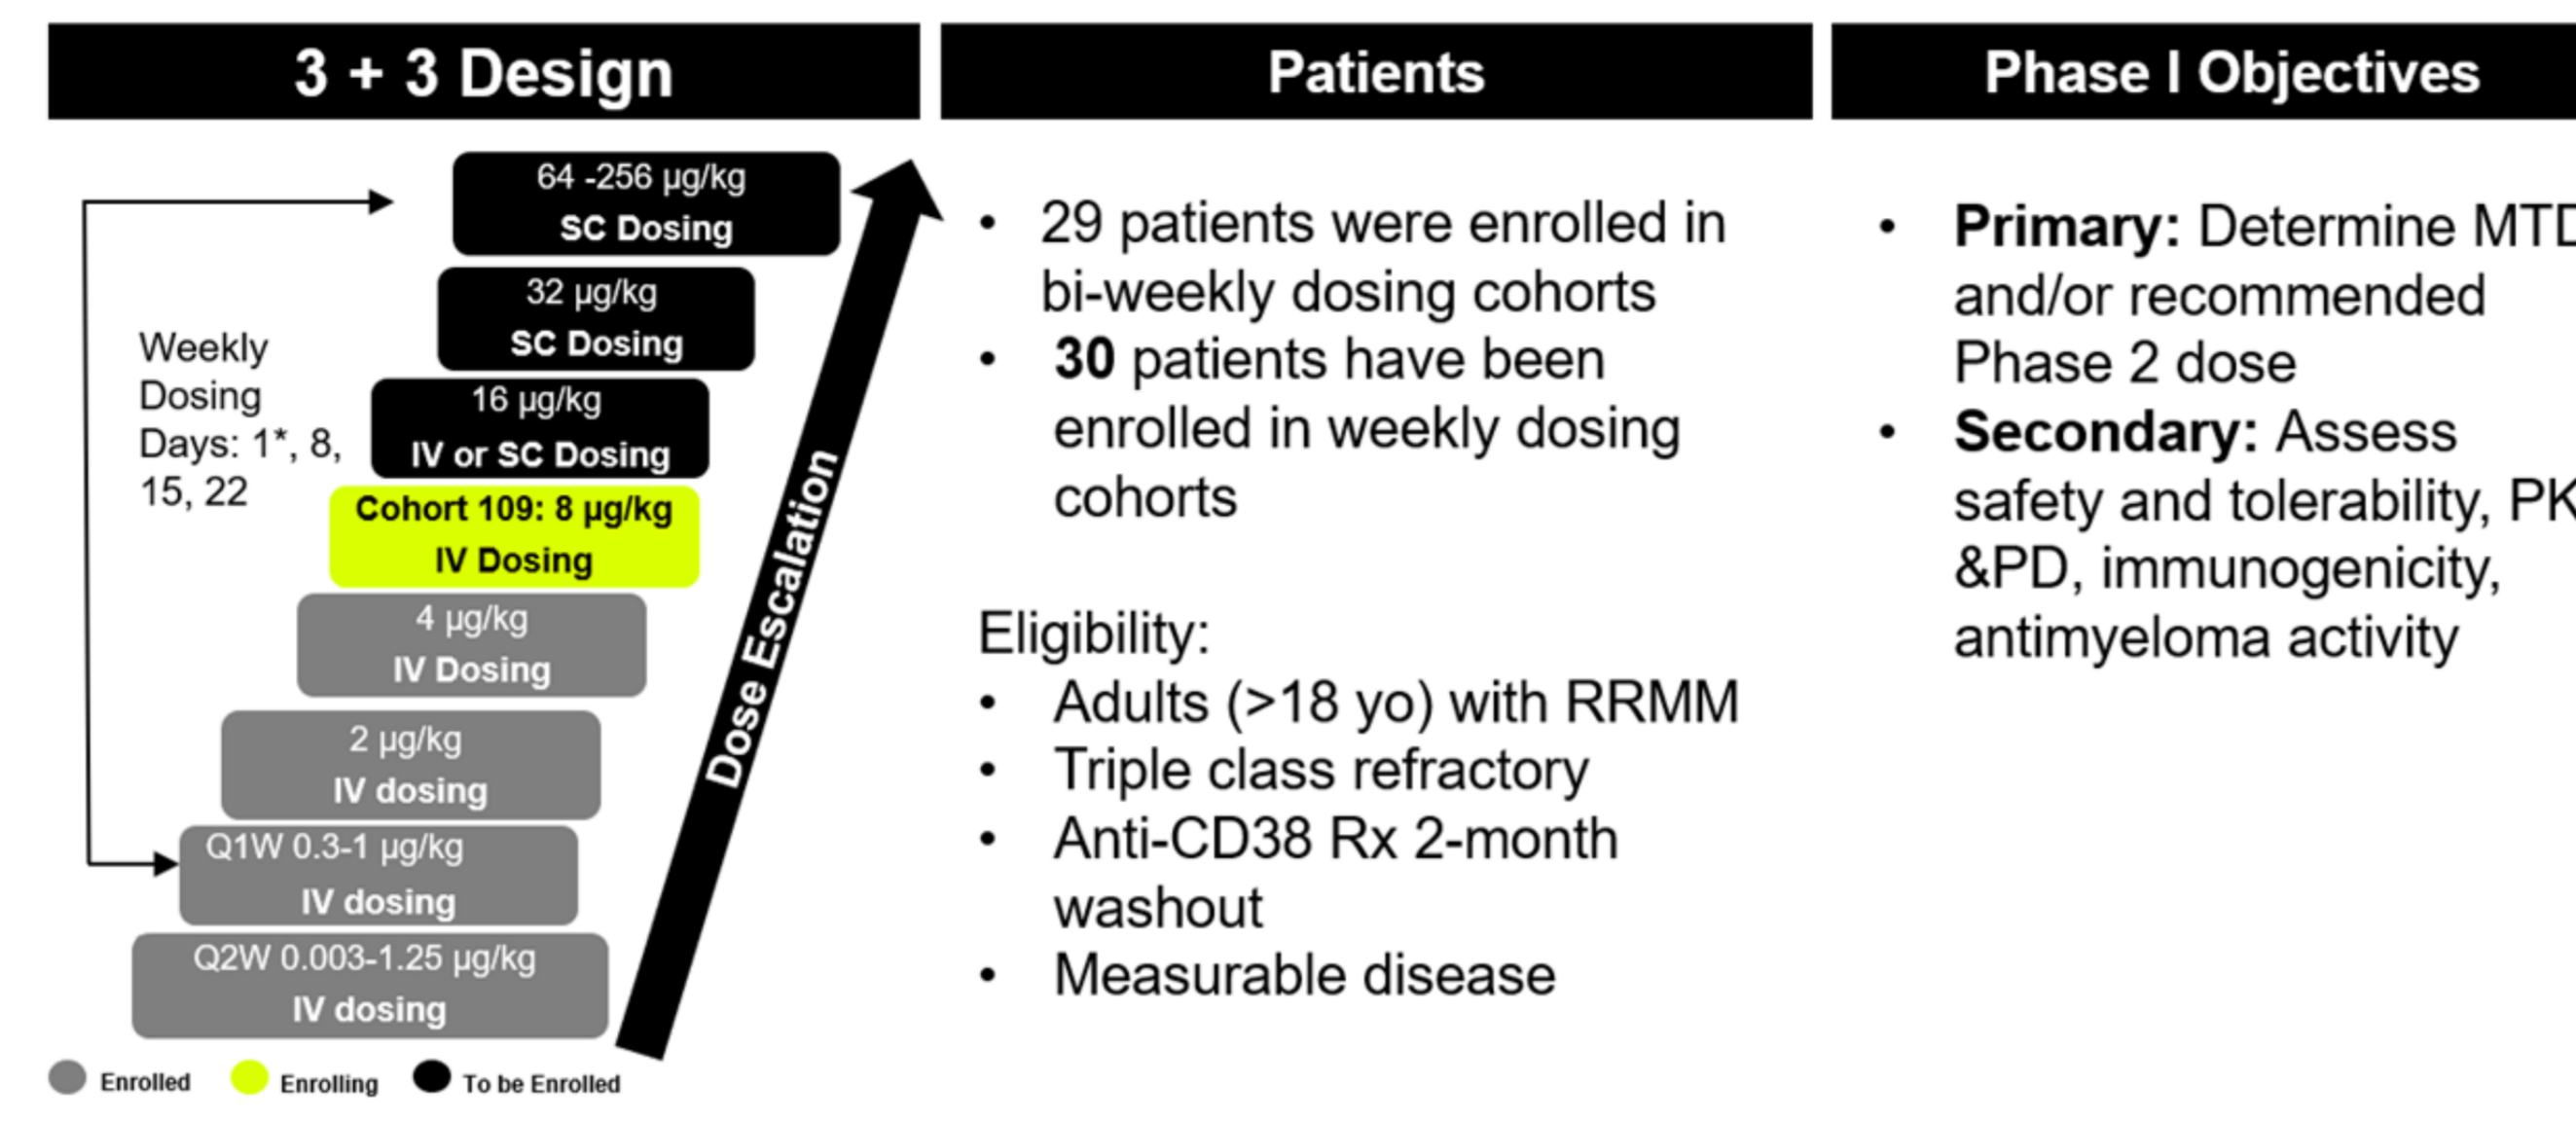 3 + 3 Design
64 -256 µg/kg
SC Dosing
32 µg/kg
SC Dosing
16 µg/kg
IV or SC Dosing
Cohort 109: 8 µg/kg
IV Dosing
4 µg/kg
IV Dosing
2 µg/kg
IV dosing
Q1W 0.3-1 µg/kg
IV dosing
Q2W 0.003-1.25 µg/kg
IV dosing
Weekly
Dosing
Days: 1*, 8,
15, 22
Dose Escalation
Enrolled
Enrolling
To be Enrolled
Patients
• 29 patients were enrolled in
bi-weekly dosing cohorts
• 30 patients have been
enrolled in weekly dosing
cohorts
Eligibility:
• Adults (>18 yo) with RRMM
• Triple class refractory
• Anti-CD38 Rx 2-month
washout
• Measurable disease
Phase I Objectives
• Primary: Determine MTD
and/or recommended
Phase 2 dose
• Secondary: Assess
safety and tolerability, PK
&PD, immunogenicity,
antimyeloma activity